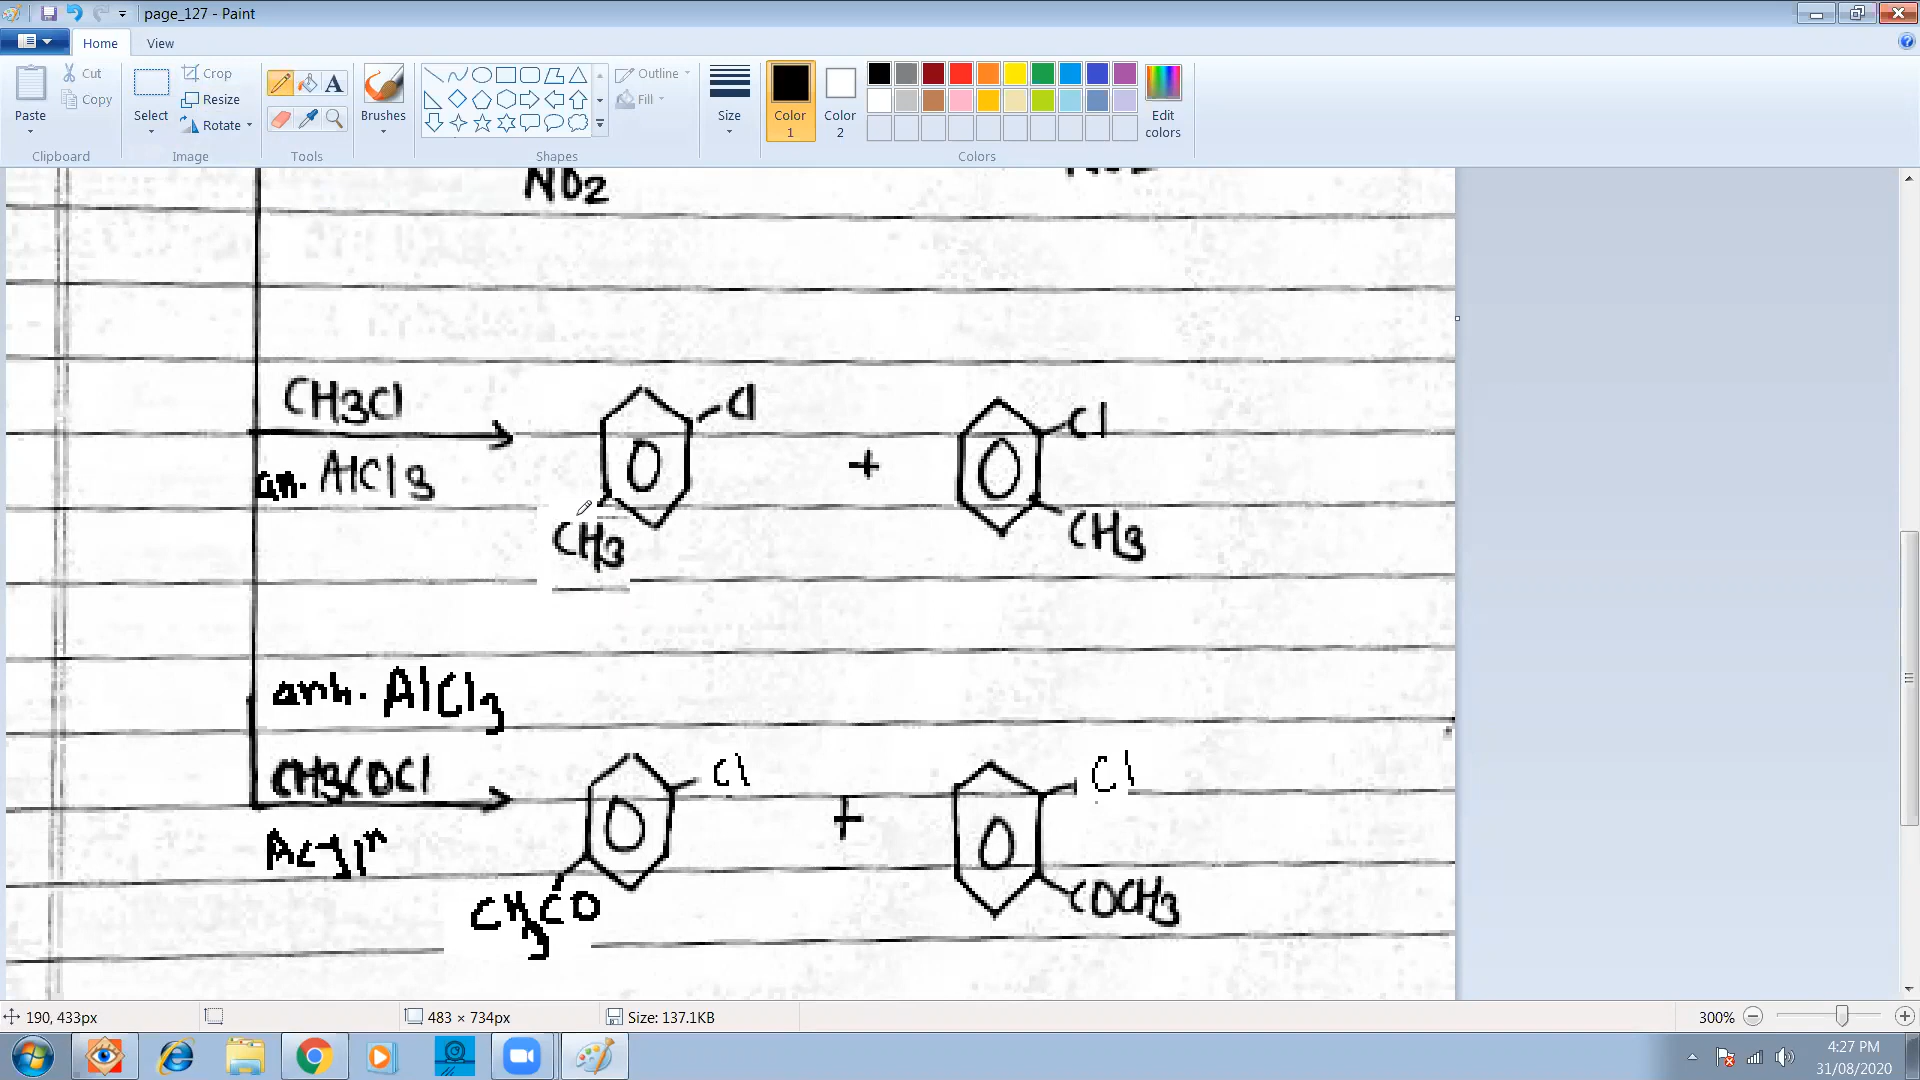 page_127 - Paint
Home View
Paste
Cut
Copy
Clipboard
Select
Crop
Resize
Rotate
Image
Tools
Brushes
Shapes
Outline
Fill
Size
Color 1
Color 2
Colors
Edit colors
NO2
CH3Cl
an. AlCl3
Cl
CH3
+
Cl
CH3
anh. AlCl3
CH3COCl
Acylⁿ
Cl
CH3CO
+
Cl
COCH3
190, 433px
483 × 734px
Size: 137.1KB
300%
4:27 PM
31/08/2020